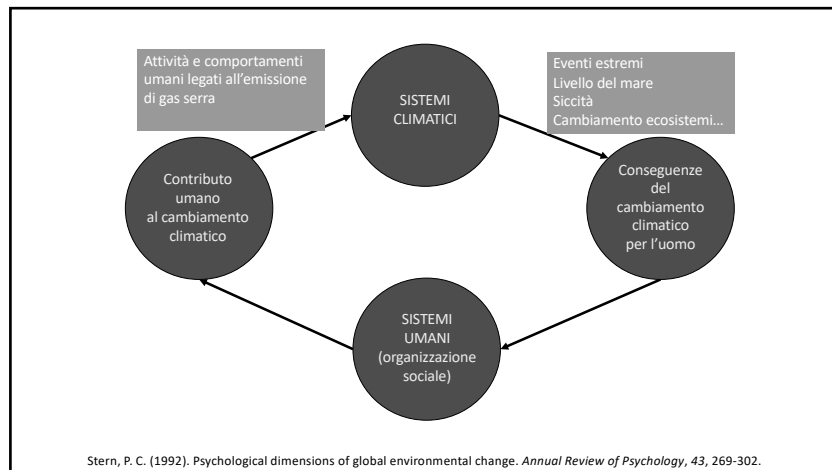 Attività e comportamenti
umani legati all'emissione
di gas serra
SISTEMI
CLIMATICI
Eventi estremi
Livello del mare
Siccità
Cambiamento ecosistemi…
Contributo
umano
al cambiamento
climatico
Conseguenze
del
cambiamento
climatico
per l'uomo
SISTEMI
UMANI
(organizzazione
sociale)
Stern, P. C. (1992). Psychological dimensions of global environmental change. Annual Review of Psychology, 43, 269-302.